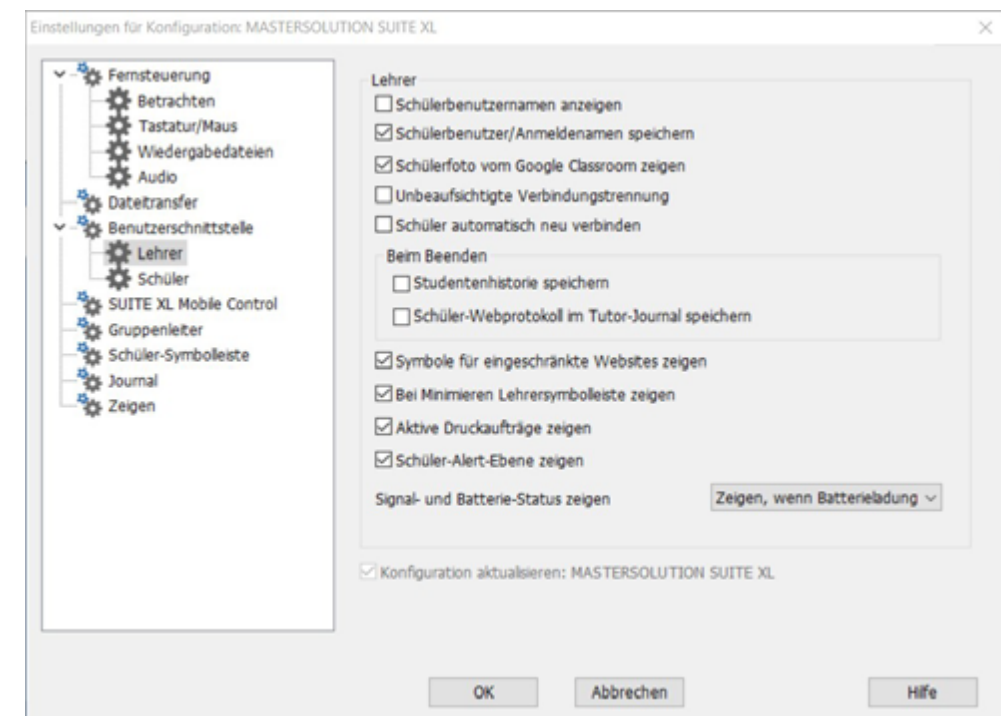 Einstellungen für Konfiguration: MASTERSOLUTION SUITE XL
Fernsteuerung
Betrachten
Tastatur/Maus
Wiedergabedateien
Audio
Dateitransfer
Benutzerschnittstelle
Lehrer
Schüler
SUITE XL Mobile Control
Gruppenleiter
Schüler-Symbolleiste
Journal
Zeigen
Lehrer
Schülerbenutzernamen anzeigen
Schülerbenutzer/Anmeldenamen speichern
Schülerfoto vom Google Classroom zeigen
Unbeaufsichtigte Verbindungstrennung
Schüler automatisch neu verbinden
Beim Beenden
Studentenhistorie speichern
Schüler-Webprotokoll im Tutor-Journal speichern
Symbole für eingeschränkte Websites zeigen
Bei Minimieren Lehrersymbolleiste zeigen
Aktive Druckaufträge zeigen
Schüler-Alert-Ebene zeigen
Signal- und Batterie-Status zeigen Zeigen, wenn Batterieladung
Konfiguration aktualisieren: MASTERSOLUTION SUITE XL
OK Abbrechen Hilfe